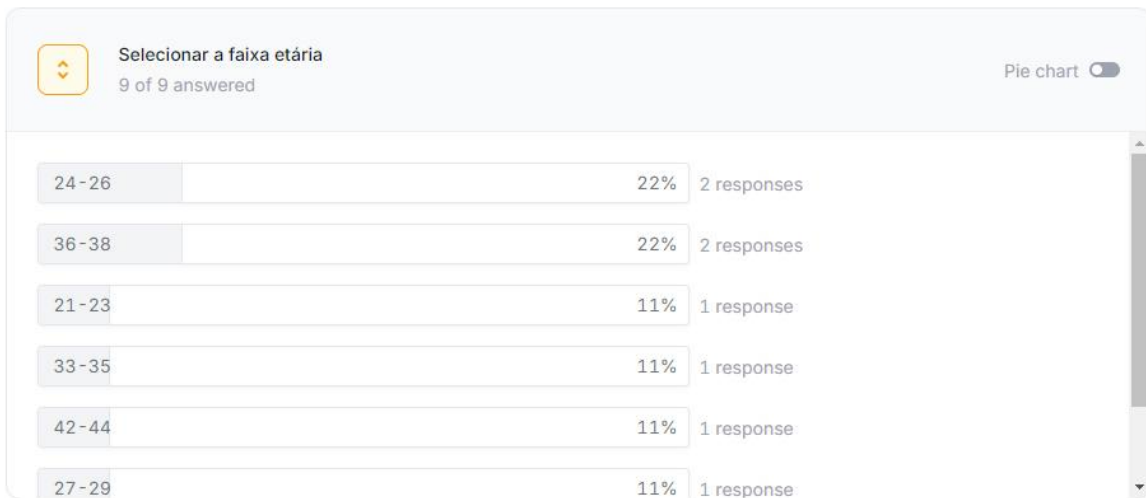 Selecionar a faixa etária
9 of 9 answered
Pie chart
24-26 22% 2 responses
36-38 22% 2 responses
21-23 11% 1 response
33-35 11% 1 response
42-44 11% 1 response
27-29 11% 1 response